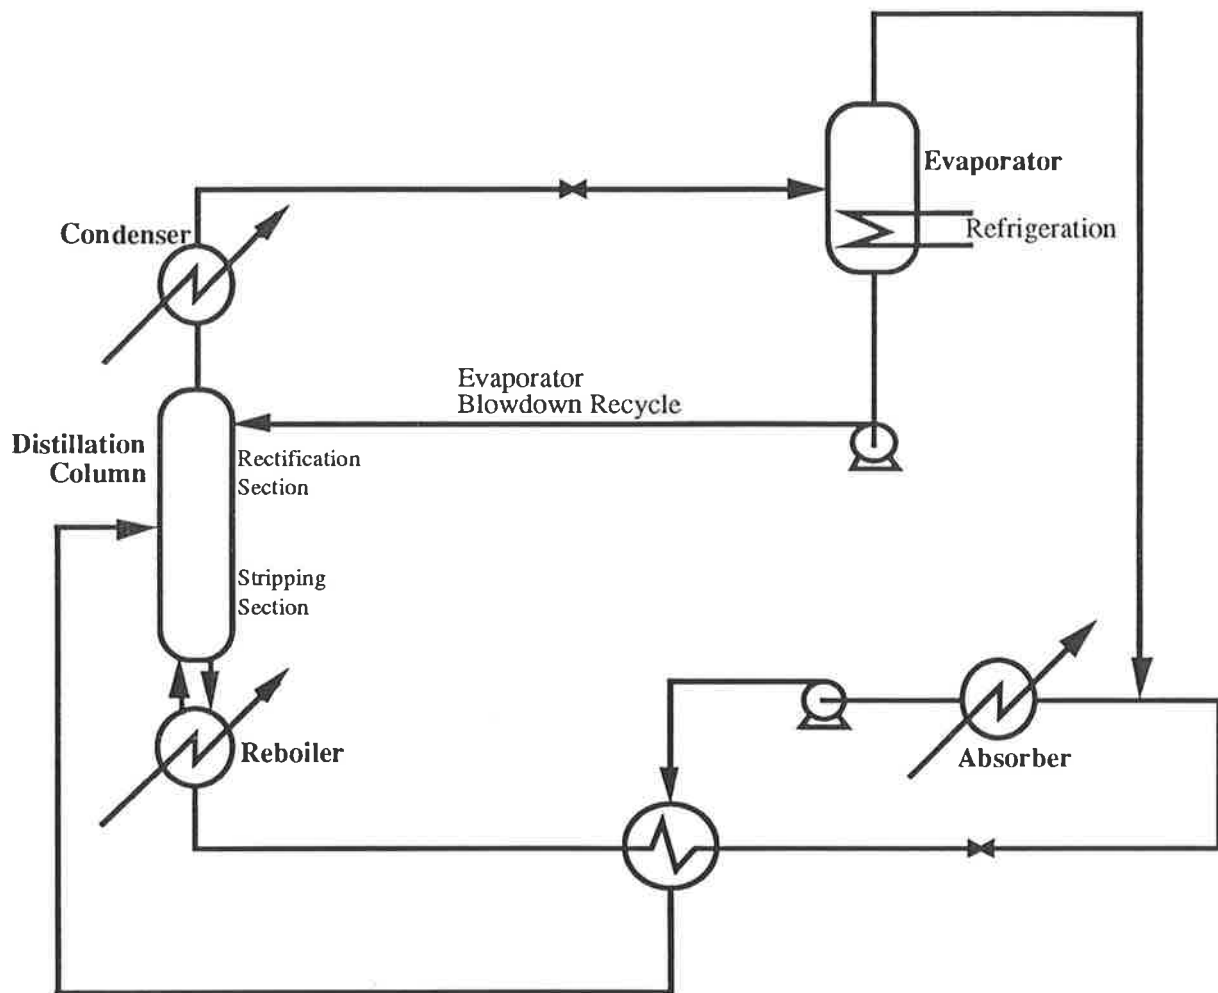 Evaporator
Refrigeration
Condenser
Evaporator
Blowdown Recycle
Distillation
Column
Rectification
Section
Stripping
Section
Reboiler
Absorber